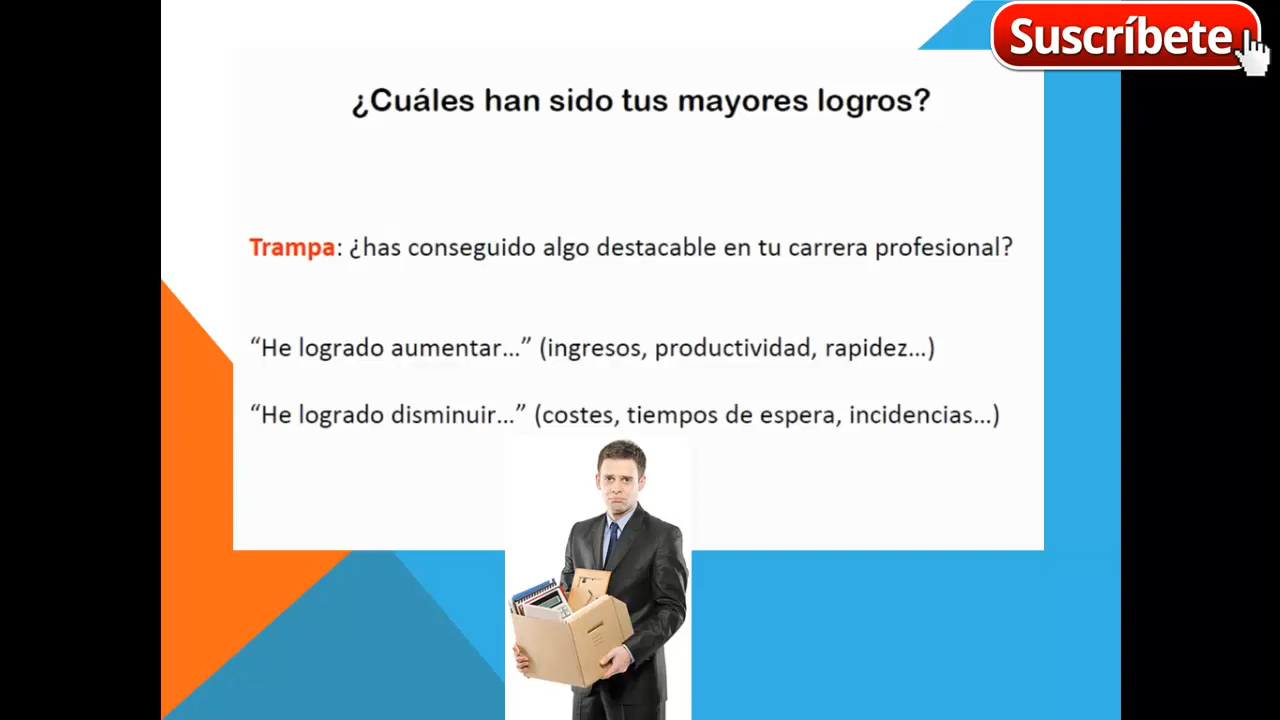 Suscríbete
¿Cuáles han sido tus mayores logros?
Trampa: ¿has conseguido algo destacable en tu carrera profesional?
“He logrado aumentar...” (ingresos, productividad, rapidez...)
“He logrado disminuir...” (costes, tiempos de espera, incidencias...)